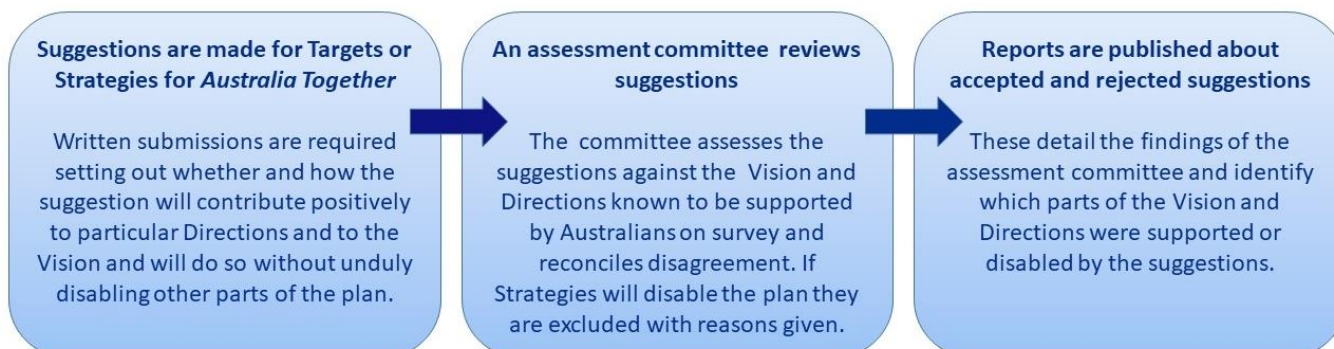 Suggestions are made for Targets or
Strategies for Australia Together
Written submissions are required
setting out whether and how the
suggestion will contribute positively
to particular Directions and to the
Vision and will do so without unduly
disabling other parts of the plan.
An assessment committee reviews
suggestions
The committee assesses the
suggestions against the Vision and
Directions known to be supported
by Australians on survey and
reconciles disagreement. If
Strategies will disable the plan they
are excluded with reasons given.
Reports are published about
accepted and rejected suggestions
These detail the findings of the
assessment committee and identify
which parts of the Vision and
Directions were supported or
disabled by the suggestions.